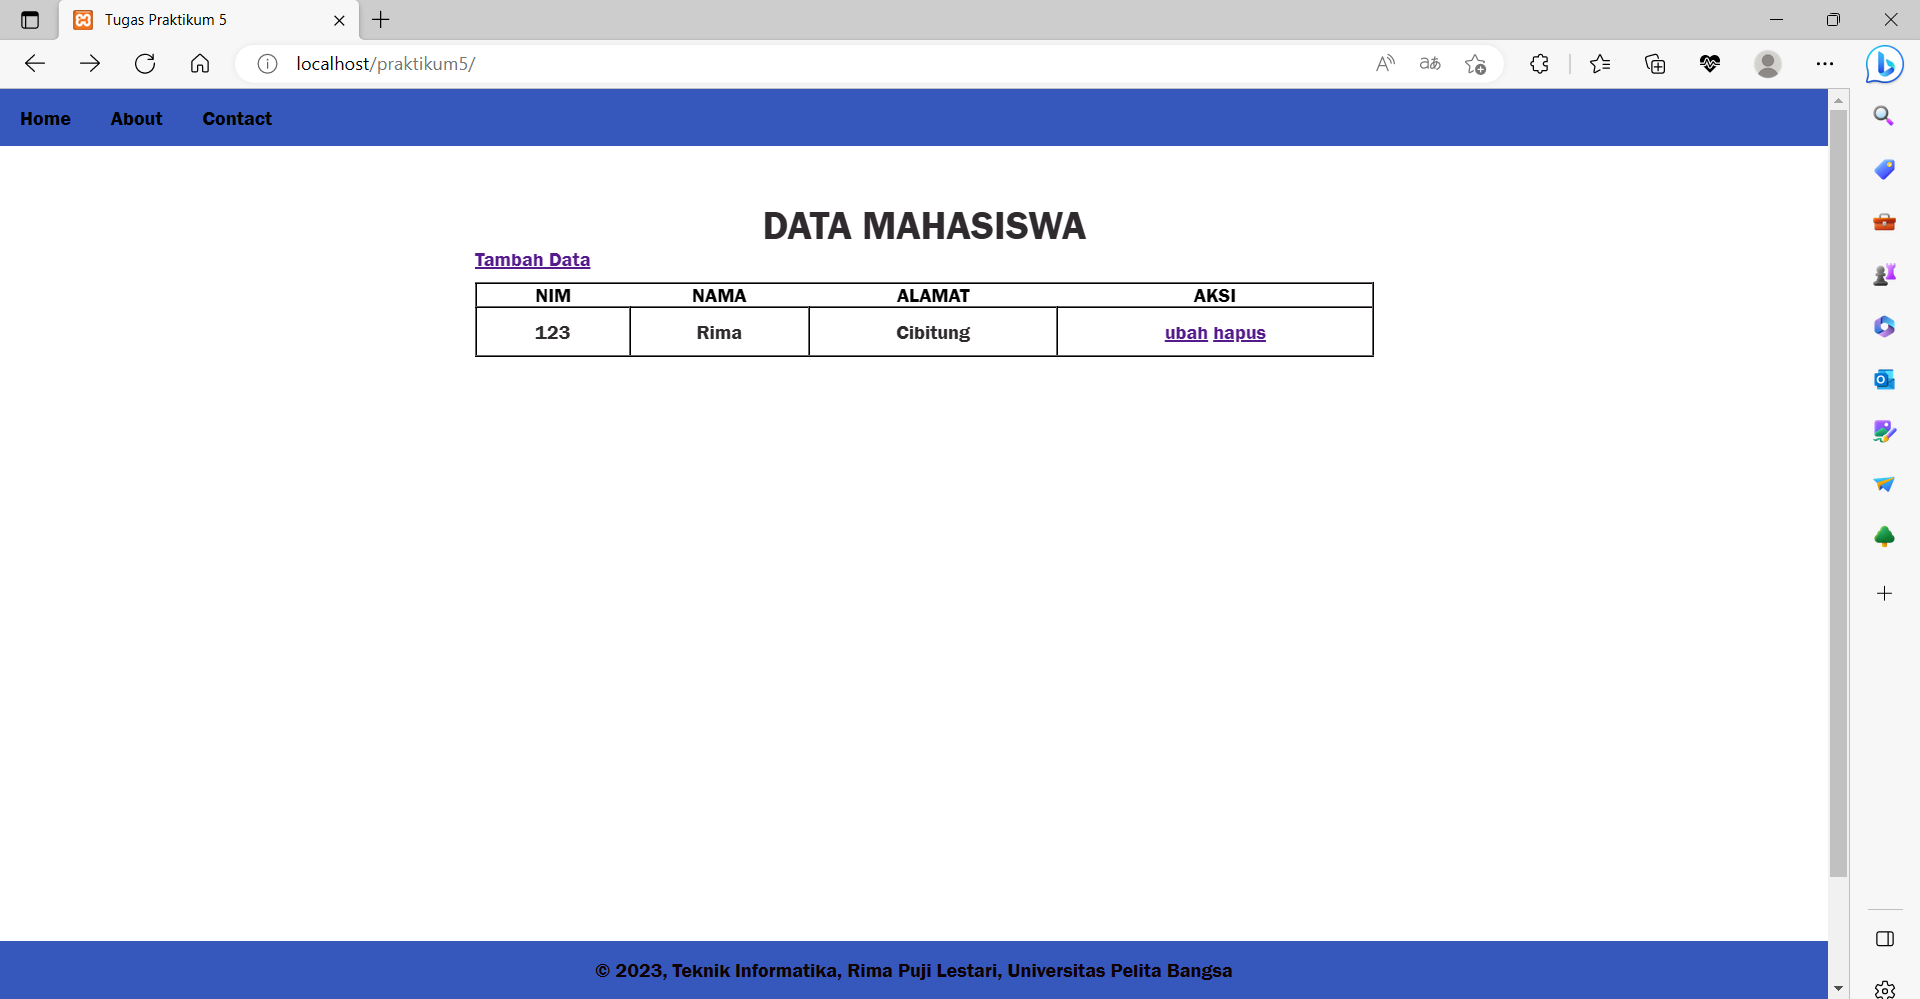 Tugas Praktikum 5
localhost/praktikum5/
Home About Contact
DATA MAHASISWA
Tambah Data
NIM NAMA ALAMAT AKSI
123 Rima Cibitung ubah hapus
© 2023, Teknik Informatika, Rima Puji Lestari, Universitas Pelita Bangsa